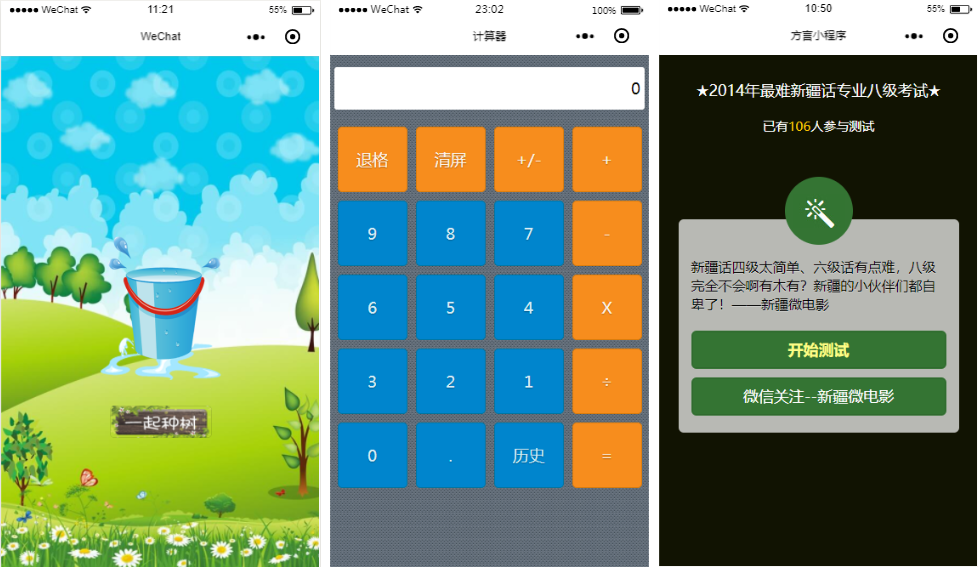 WeChat
11:21
55%
WeChat
一起种树
WeChat
23:02
100%
计算器
0
退格
清屏
+/-
+
9
8
7
-
6
5
4
X
3
2
1
÷
0
.
历史
=
WeChat
10:50
55%
方言小程序
★2014年最难新疆话专业八级考试★
已有106人参与测试
新疆话四级太简单、六级话有点难，八级
完全不会啊有木有？新疆的小伙伴们都自
卑了！——新疆微电影
开始测试
微信关注--新疆微电影